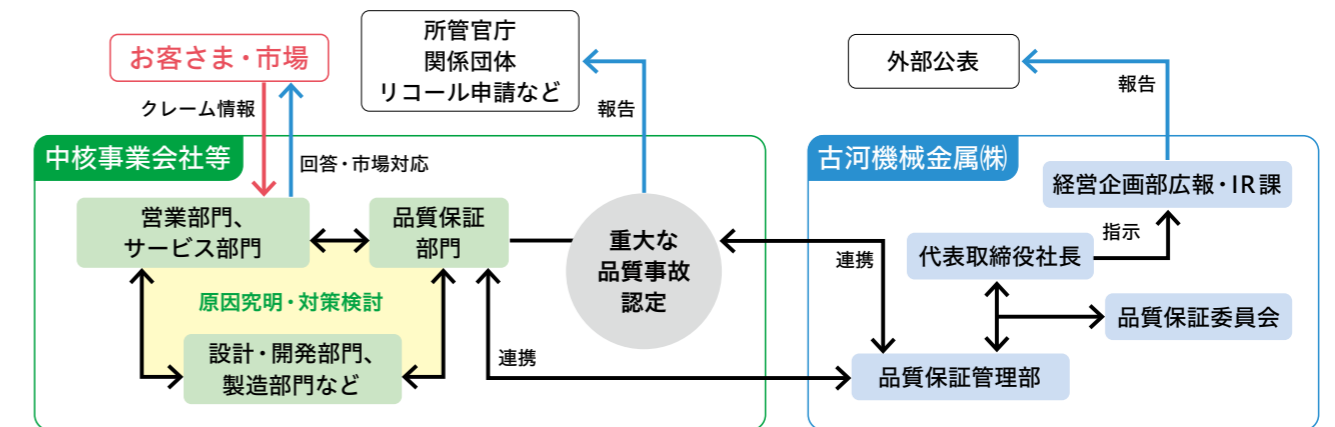 お客さま・市場
所管官庁
関係団体
リコール申請など
外部公表
クレーム情報
報告
報告
中核事業会社等
回答・市場対応
古河機械金属㈱
経営企画部広報・IR課
営業部門、
サービス部門
品質保証
部門
重大な
品質事故
認定
指示
連携
代表取締役社長
原因究明・対策検討
品質保証委員会
設計・開発部門、
製造部門など
連携
品質保証管理部